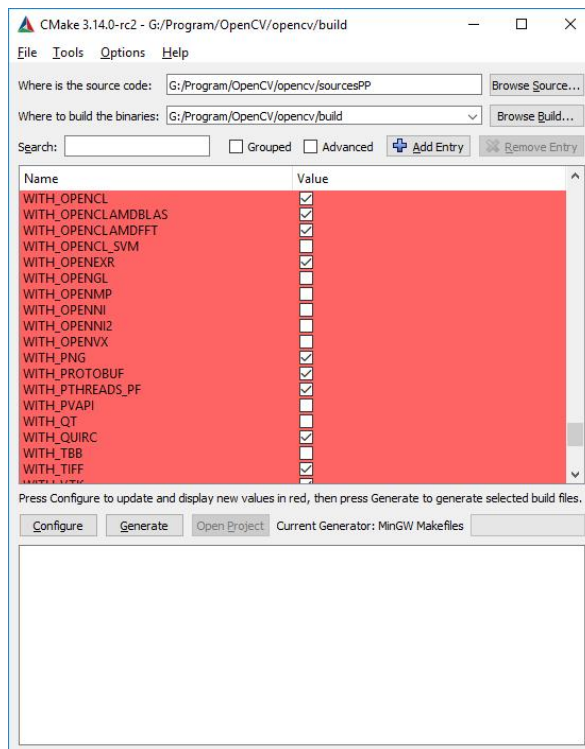 CMake 3.14.0-rc2 - G:/Program/OpenCV/opencv/build
File Tools Options Help
Where is the source code: G:/Program/OpenCV/opencv/sourcesPP Browse Source...
Where to build the binaries: G:/Program/OpenCV/opencv/build Browse Build...
Search: Grouped Advanced Add Entry Remove Entry
Name Value
WITH_OPENCL
WITH_OPENCLAMDBLAS
WITH_OPENCLAMDFFT
WITH_OPENCL_SVM
WITH_OPENEXR
WITH_OPENGL
WITH_OPENMP
WITH_OPENNI
WITH_OPENNI2
WITH_OPENVX
WITH_PNG
WITH_PROTOBUF
WITH_PTHREADS_PF
WITH_PVAPI
WITH_QT
WITH_QUIRC
WITH_TBB
WITH_TIFF
Press Configure to update and display new values in red, then press Generate to generate selected build files.
Configure Generate Open Project Current Generator: MinGW Makefiles